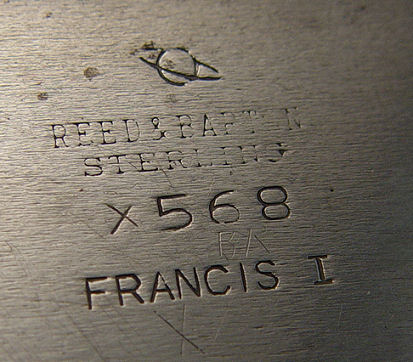 REED & BARTON
STERLING
X568
FRANCIS I